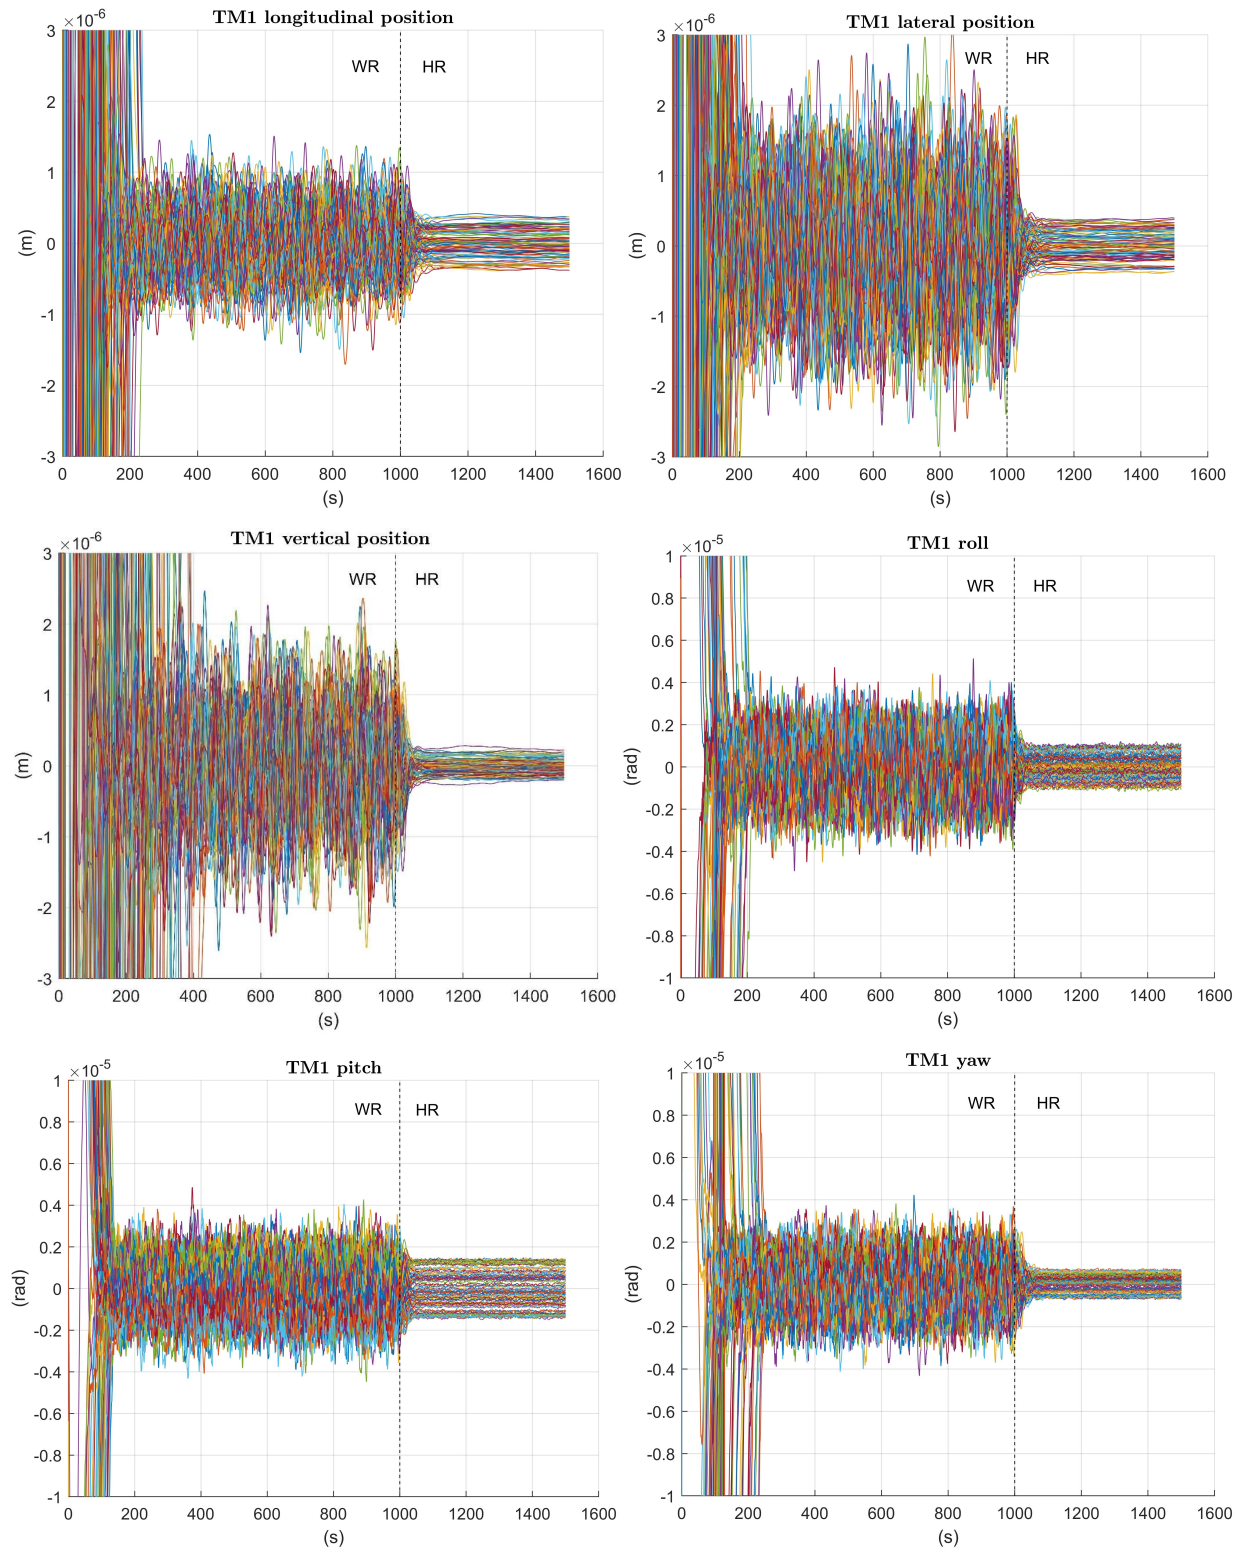 TM1 longitudinal position
×10-6
3
2
1
0
-1
-2
-3
(m)
WR
HR
0 200 400 600 800 1000 1200 1400 1600
(s)
TM1 lateral position
×10-6
3
2
1
0
-1
-2
-3
(m)
WR
HR
0 200 400 600 800 1000 1200 1400 1600
(s)
TM1 vertical position
×10-6
3
2
1
0
-1
-2
-3
(m)
WR
HR
0 200 400 600 800 1000 1200 1400 1600
(s)
TM1 roll
×10-5
1
0.8
0.6
0.4
0.2
0
-0.2
-0.4
-0.6
-0.8
-1
(rad)
WR
HR
0 200 400 600 800 1000 1200 1400 1600
(s)
TM1 pitch
×10-5
1
0.8
0.6
0.4
0.2
0
-0.2
-0.4
-0.6
-0.8
-1
(rad)
WR
HR
0 200 400 600 800 1000 1200 1400 1600
(s)
TM1 yaw
×10-5
1
0.8
0.6
0.4
0.2
0
-0.2
-0.4
-0.6
-0.8
-1
(rad)
WR
HR
0 200 400 600 800 1000 1200 1400 1600
(s)